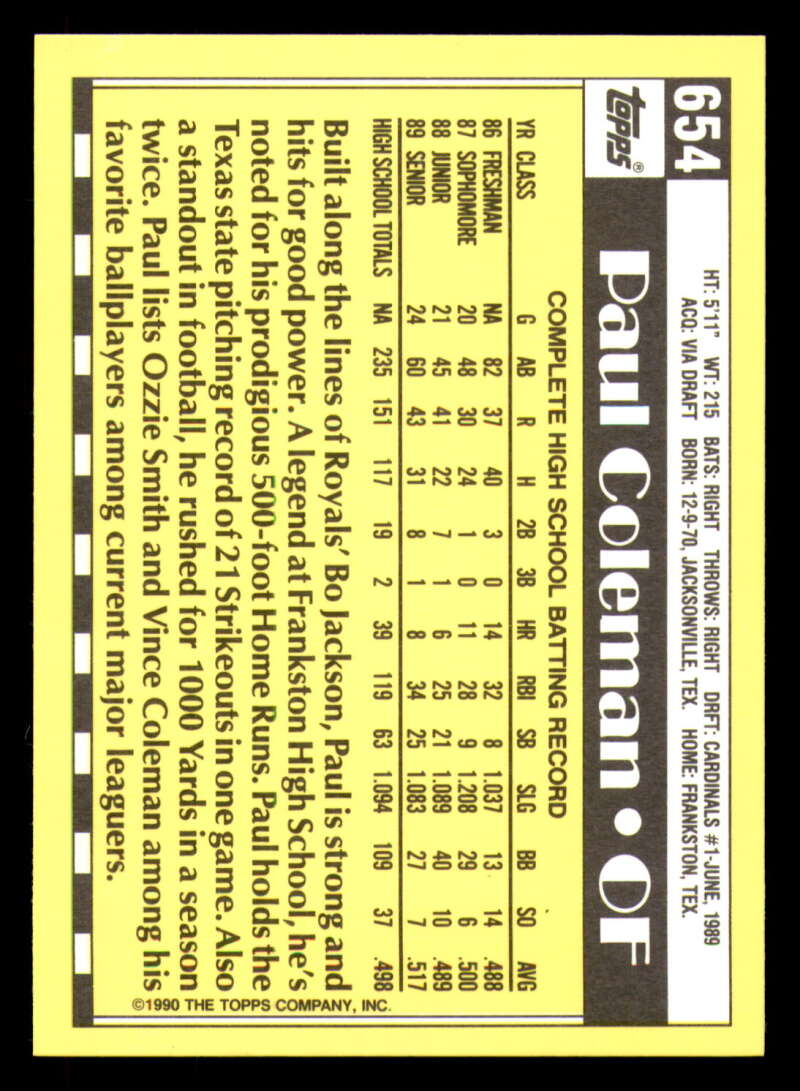 654
HT: 5'11" WT: 215 BATS: RIGHT THROWS: RIGHT DRFT: CARDINALS #1-JUNE, 1989
ACQ: VIA DRAFT BORN: 12-9-70, JACKSONVILLE, TEX. HOME: FRANKSTON, TEX.
TOPPS®
Paul Coleman • OF
COMPLETE HIGH SCHOOL BATTING RECORD
YR CLASS G AB R H 2B 3B HR RBI SB SLG BB SO AVG
86 FRESHMAN NA 82 37 40 3 0 14 32 8 1.037 13 14 .488
87 SOPHOMORE 20 48 30 24 1 0 11 28 9 1.208 29 6 .500
88 JUNIOR 21 45 41 22 7 1 6 25 21 1.089 40 10 .489
89 SENIOR 24 60 43 31 8 1 8 34 25 1.083 27 7 .517
HIGH SCHOOL TOTALS NA 235 151 117 19 2 39 119 63 1.094 109 37 .498
Built along the lines of Royals' Bo Jackson, Paul is strong and
hits for good power. A legend at Frankston High School, he's
noted for his prodigious 500-foot Home Runs. Paul holds the
Texas state pitching record of 21 Strikeouts in one game. Also
a standout in football, he rushed for 1000 Yards in a season
twice. Paul lists Ozzie Smith and Vince Coleman among his
favorite ballplayers among current major leaguers.
©1990 THE TOPPS COMPANY, INC.